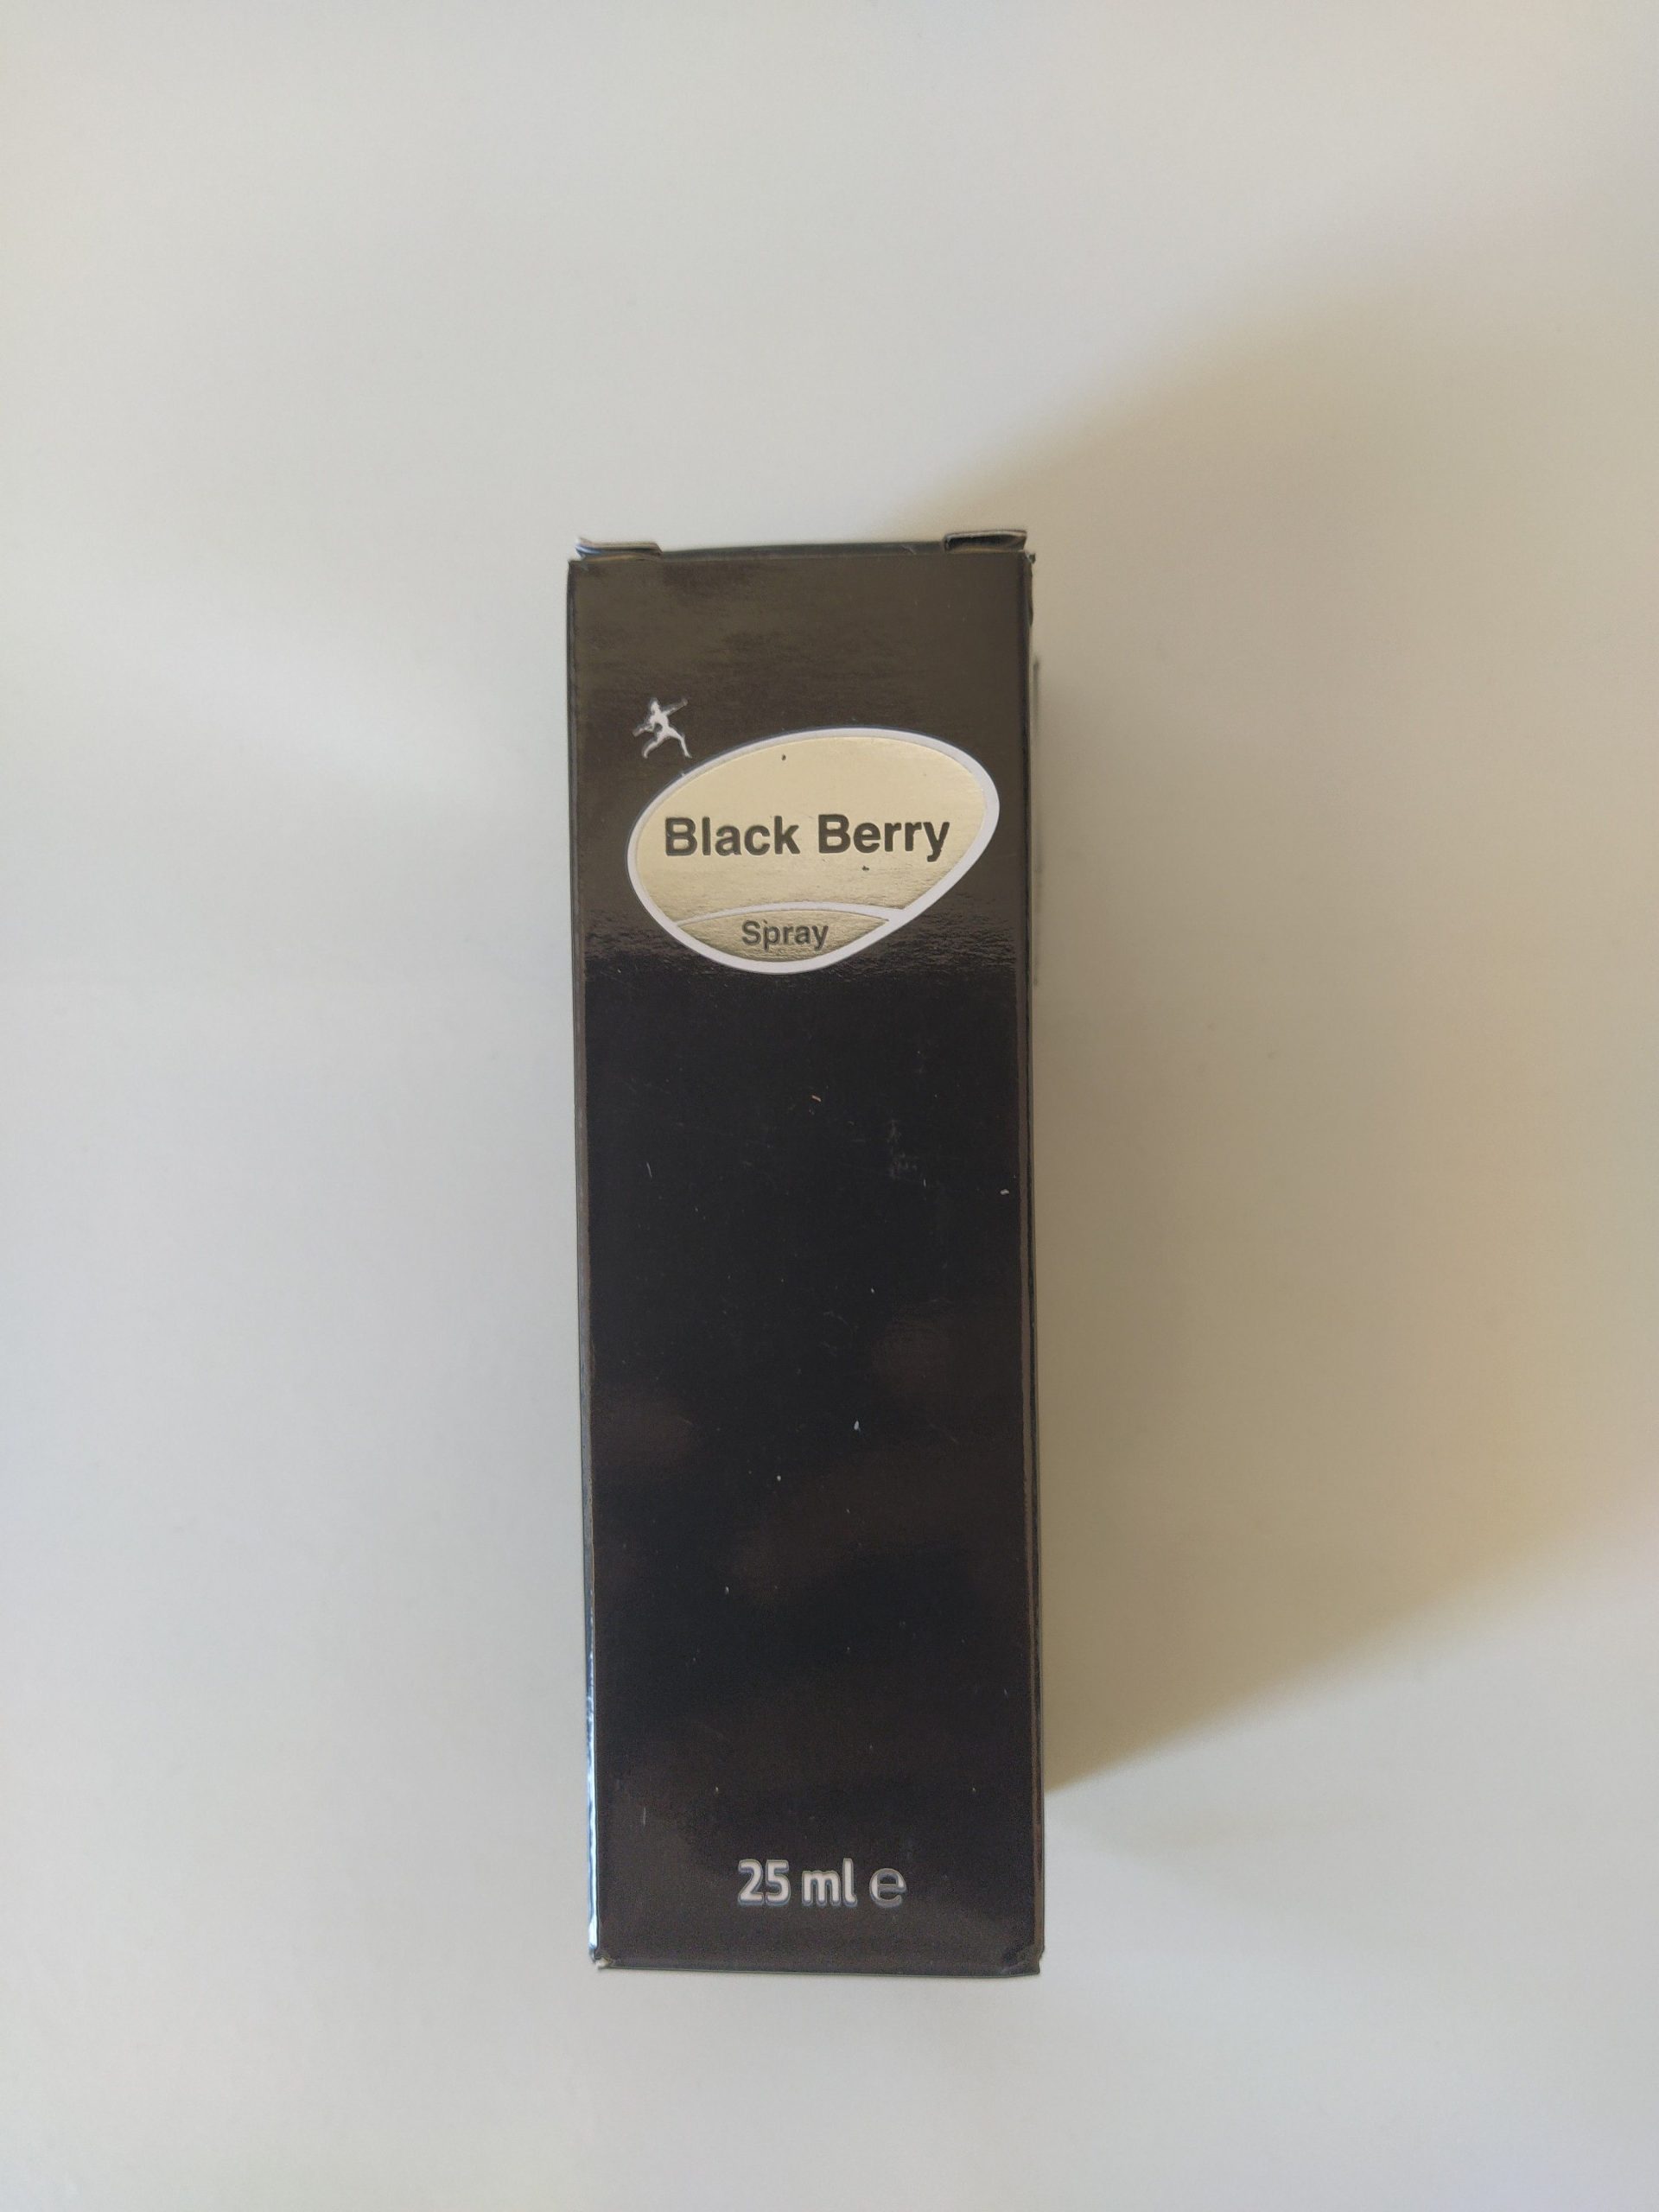 Black Berry
Spray
25 ml ℮